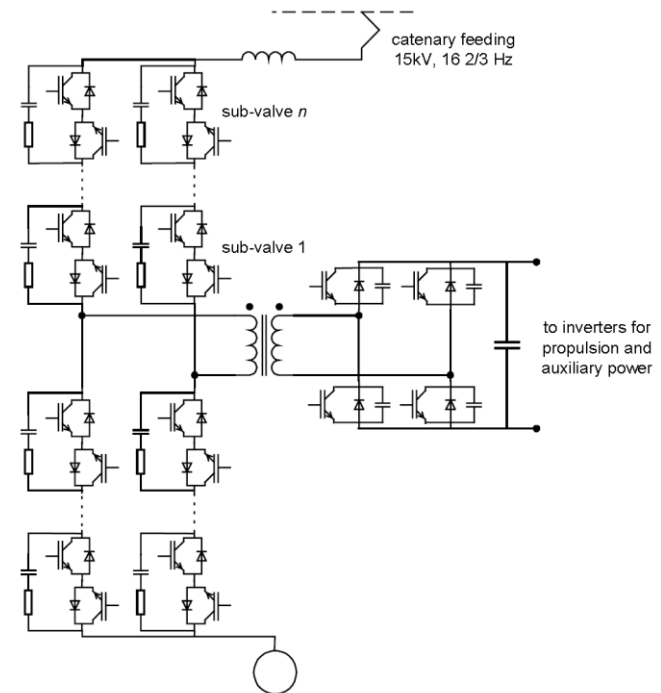 catenary feeding
15kV, 16 2/3 Hz
sub-valve n
sub-valve 1
to inverters for
propulsion and
auxiliary power